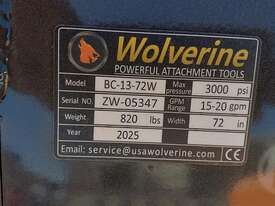 Wolverine
POWERFUL ATTACHMENT TOOLS
Model BC-13-72W Max pressure 3000 psi
Serial NO. ZW-05347 GPM Range 15-20 gpm
Weight 820 lbs Width 72 in
Year 2025
Email: service@usawolverine.com